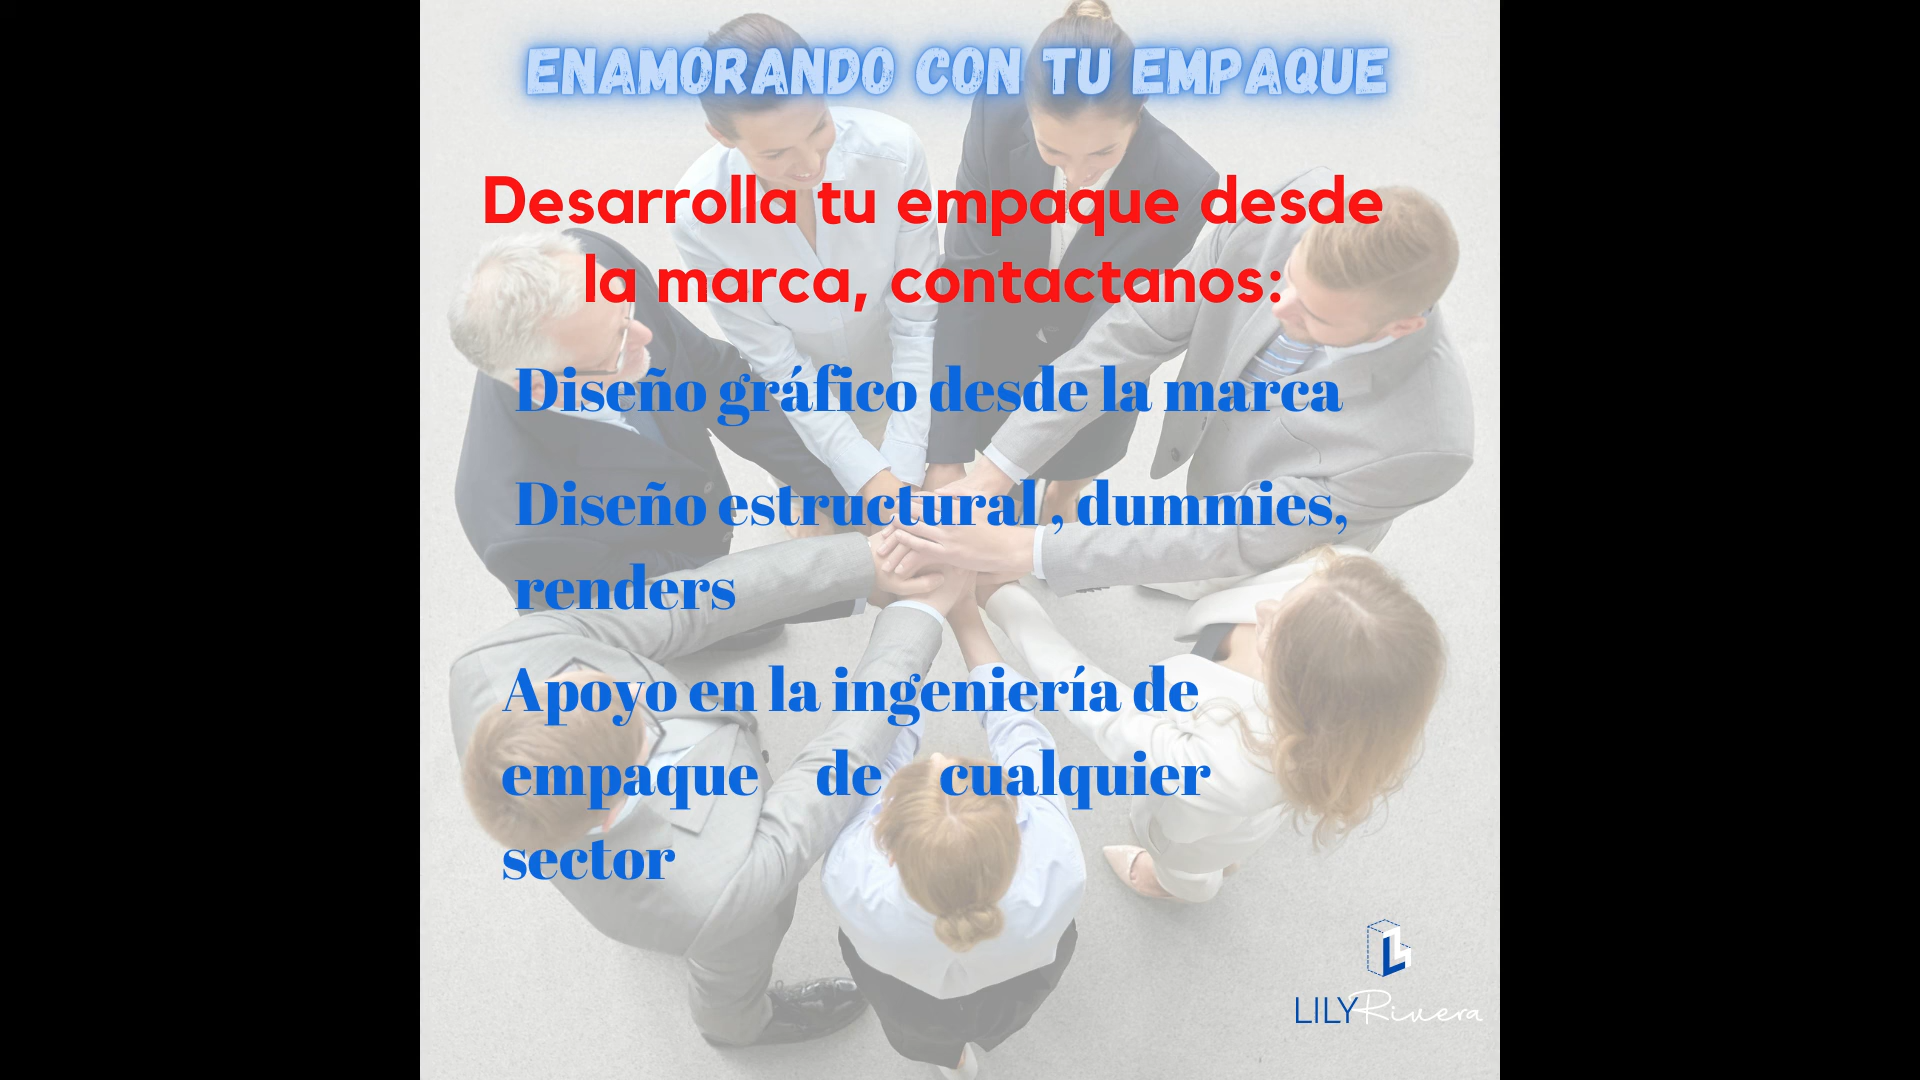 ENAMORANDO CON TU EMPAQUE
Desarrolla tu empaque desde
la marca, contactanos:
Diseño gráfico desde la marca
Diseño estructural , dummies,
renders
Apoyo en la ingeniería de
empaque de cualquier
sector
LILY Rivera